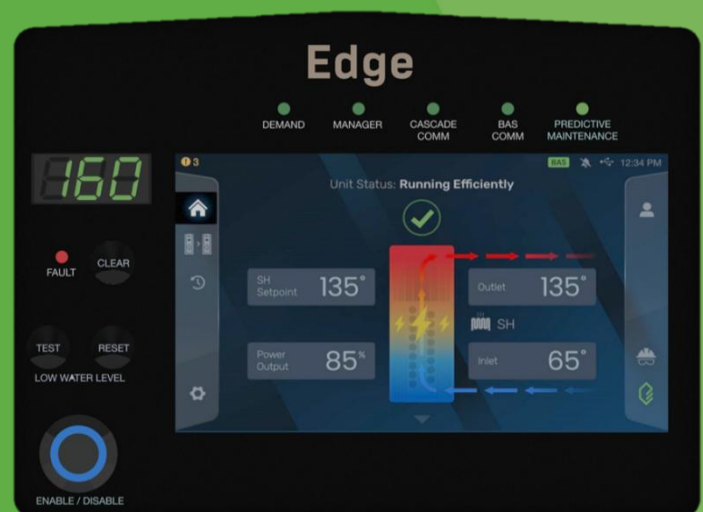 Edge
DEMAND
MANAGER
CASCADE
COMM
BAS
COMM
PREDICTIVE
MAINTENANCE
160
3
BAS
12:34 PM
Unit Status: Running Efficiently
FAULT
CLEAR
SH
Setpoint
135°
Outlet
135°
SH
TEST
RESET
LOW WATER LEVEL
Power
Output
85%
Inlet
65°
ENABLE / DISABLE